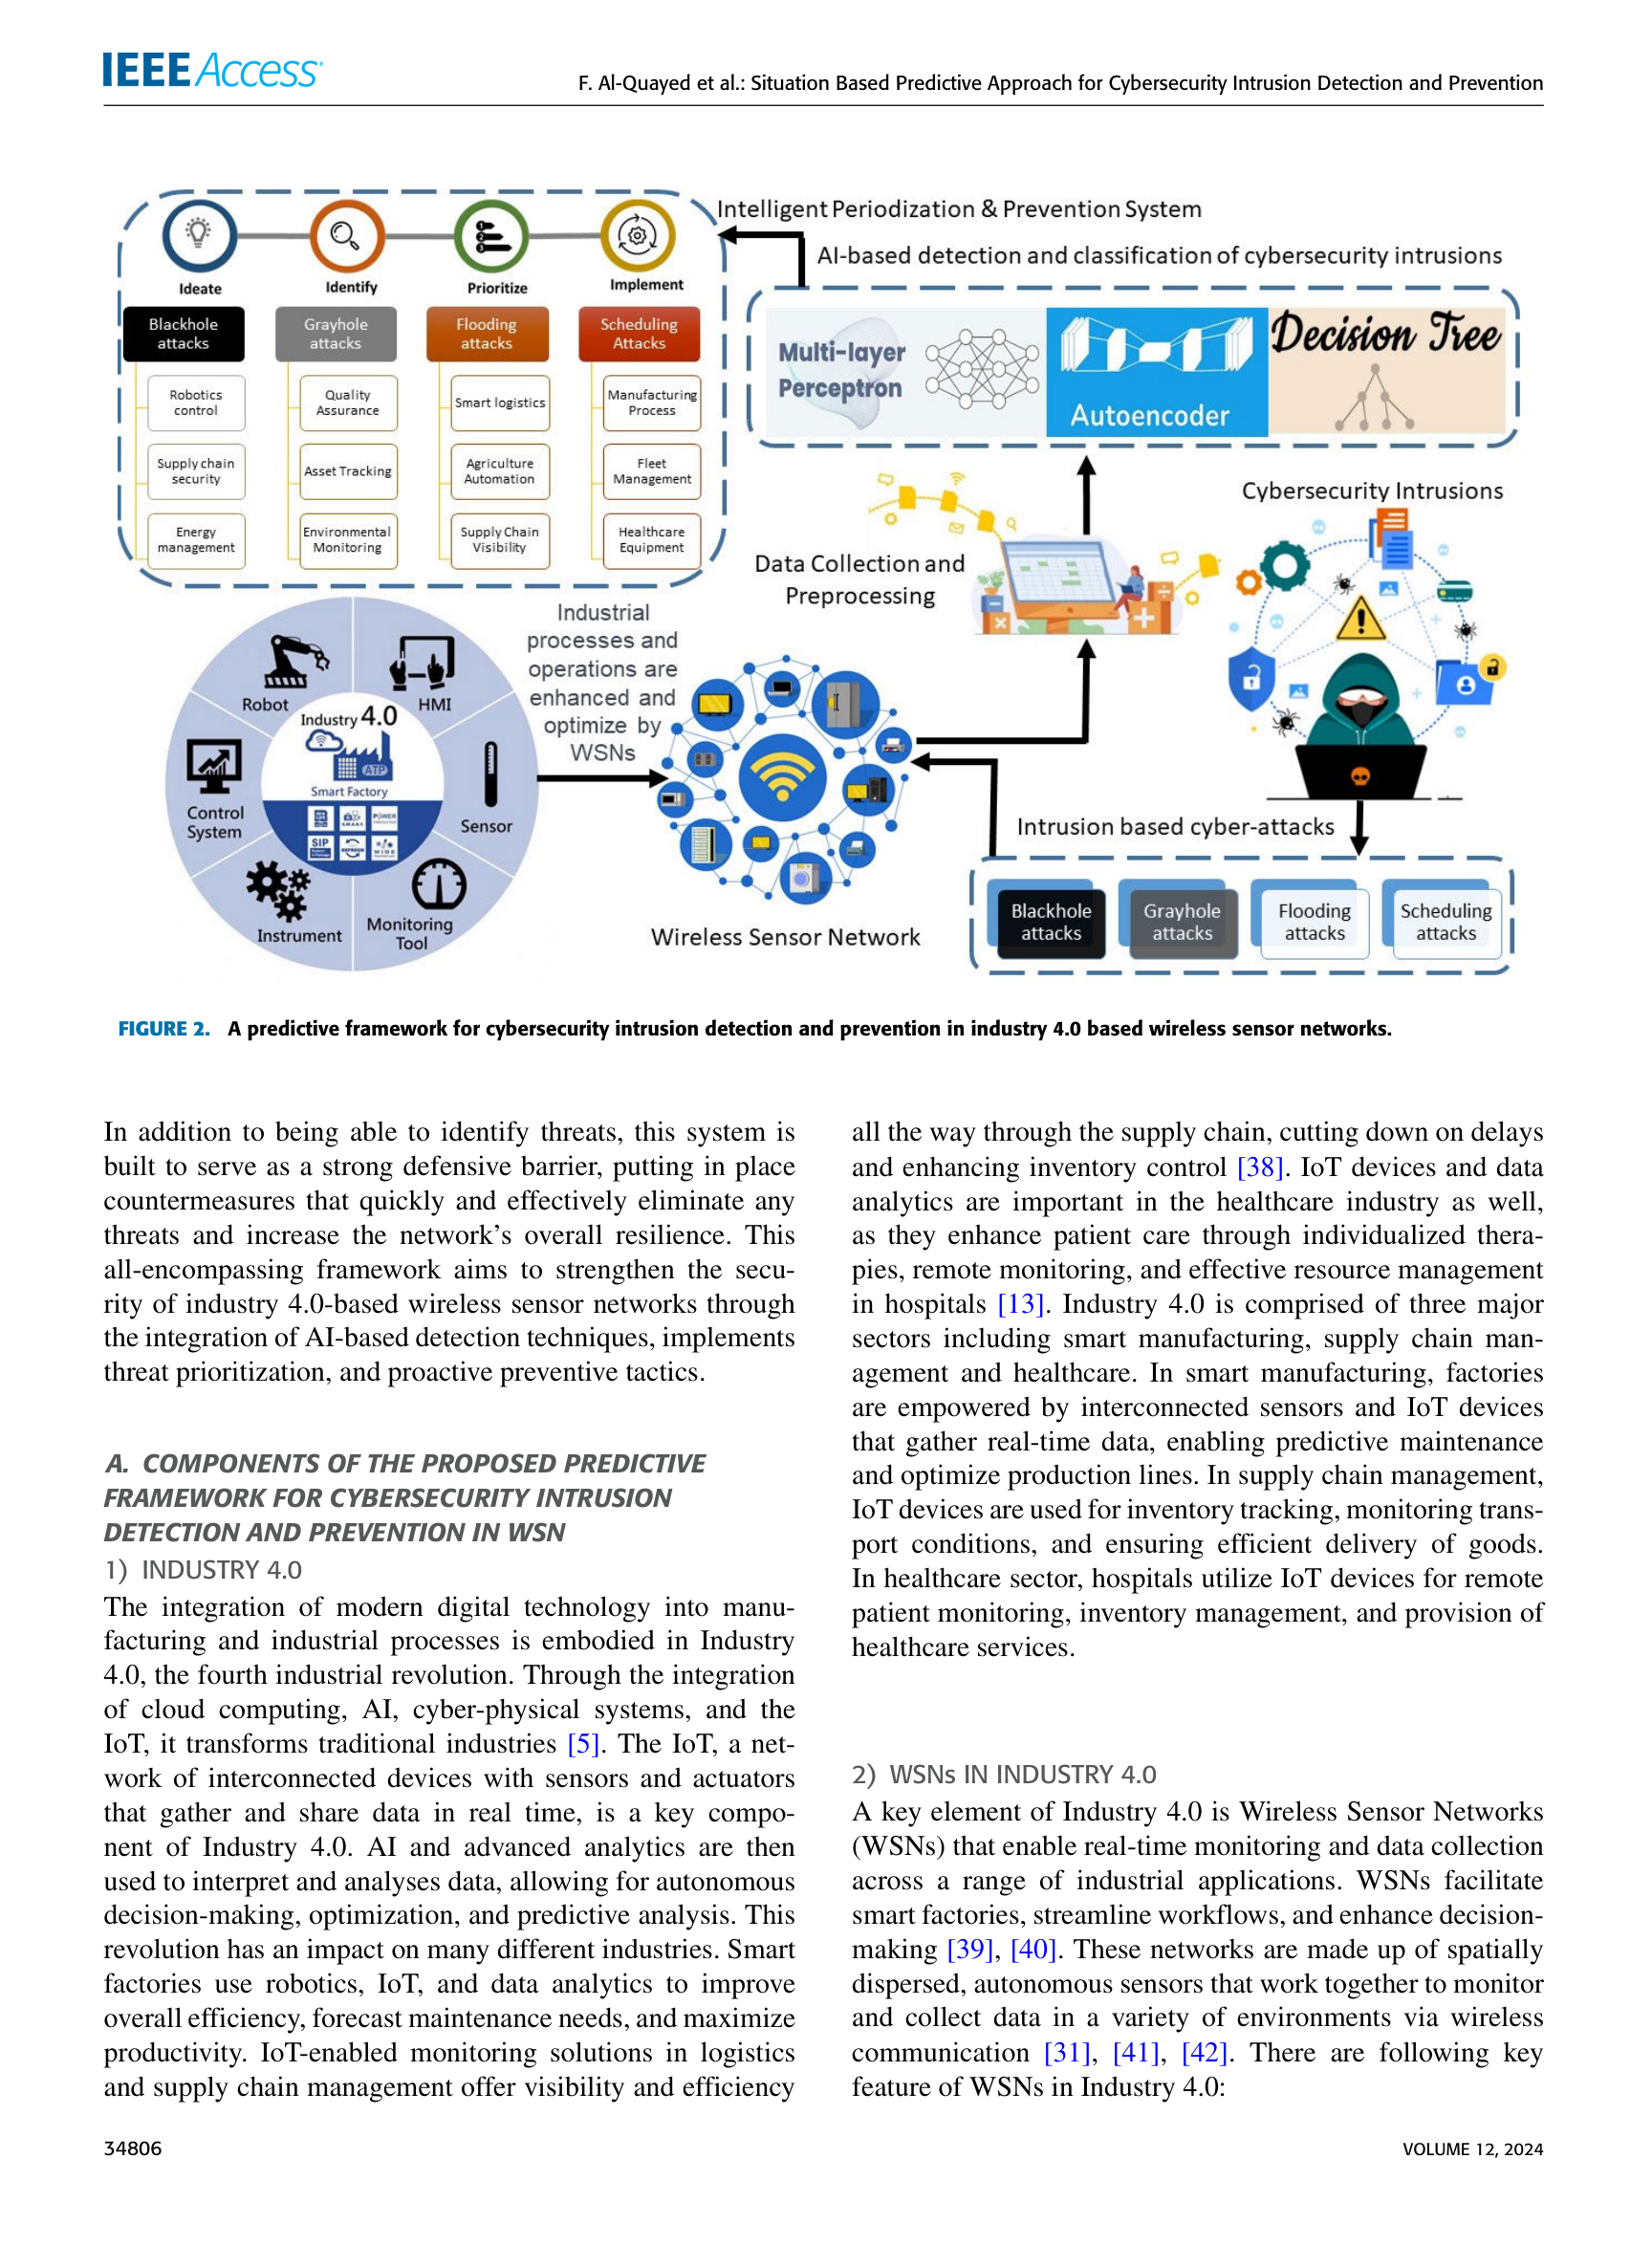 IEEE Access
F. Al-Quayed et al.: Situation Based Predictive Approach for Cybersecurity Intrusion Detection and Prevention
Intelligent Periodization & Prevention System
AI-based detection and classification of cybersecurity intrusions
Ideate
Identify
Prioritize
Implement
Blackhole
attacks
Robotics
control
Supply chain
security
Energy
management
Grayhole
attacks
Quality
Assurance
Asset Tracking
Environmental
Monitoring
Flooding
attacks
Smart logistics
Agriculture
Automation
Supply Chain
Visibility
Scheduling
Attacks
Manufacturing
Process
Fleet
Management
Healthcare
Equipment
Multi-layer
Perceptron
Autoencoder
Decision Tree
Data Collection and
Preprocessing
Cybersecurity Intrusions
Industrial
processes and
operations are
enhanced and
optimize by
WSNs
Robot
HMI
Control
System
Sensor
Instrument
Monitoring
Tool
Industry 4.0
ATP
Smart Factory
POWER
SIP
Wireless Sensor Network
Intrusion based cyber-attacks
Blackhole
attacks
Grayhole
attacks
Flooding
attacks
Scheduling
attacks
FIGURE 2. A predictive framework for cybersecurity intrusion detection and prevention in industry 4.0 based wireless sensor networks.
In addition to being able to identify threats, this system is
built to serve as a strong defensive barrier, putting in place
countermeasures that quickly and effectively eliminate any
threats and increase the network's overall resilience. This
all-encompassing framework aims to strengthen the secu-
rity of industry 4.0-based wireless sensor networks through
the integration of AI-based detection techniques, implements
threat prioritization, and proactive preventive tactics.
A. COMPONENTS OF THE PROPOSED PREDICTIVE
FRAMEWORK FOR CYBERSECURITY INTRUSION
DETECTION AND PREVENTION IN WSN
1) INDUSTRY 4.0
The integration of modern digital technology into manu-
facturing and industrial processes is embodied in Industry
4.0, the fourth industrial revolution. Through the integration
of cloud computing, AI, cyber-physical systems, and the
IoT, it transforms traditional industries [5]. The IoT, a net-
work of interconnected devices with sensors and actuators
that gather and share data in real time, is a key compo-
nent of Industry 4.0. AI and advanced analytics are then
used to interpret and analyses data, allowing for autonomous
decision-making, optimization, and predictive analysis. This
revolution has an impact on many different industries. Smart
factories use robotics, IoT, and data analytics to improve
overall efficiency, forecast maintenance needs, and maximize
productivity. IoT-enabled monitoring solutions in logistics
and supply chain management offer visibility and efficiency
all the way through the supply chain, cutting down on delays
and enhancing inventory control [38]. IoT devices and data
analytics are important in the healthcare industry as well,
as they enhance patient care through individualized thera-
pies, remote monitoring, and effective resource management
in hospitals [13]. Industry 4.0 is comprised of three major
sectors including smart manufacturing, supply chain man-
agement and healthcare. In smart manufacturing, factories
are empowered by interconnected sensors and IoT devices
that gather real-time data, enabling predictive maintenance
and optimize production lines. In supply chain management,
IoT devices are used for inventory tracking, monitoring trans-
port conditions, and ensuring efficient delivery of goods.
In healthcare sector, hospitals utilize IoT devices for remote
patient monitoring, inventory management, and provision of
healthcare services.
2) WSNs IN INDUSTRY 4.0
A key element of Industry 4.0 is Wireless Sensor Networks
(WSNs) that enable real-time monitoring and data collection
across a range of industrial applications. WSNs facilitate
smart factories, streamline workflows, and enhance decision-
making [39], [40]. These networks are made up of spatially
dispersed, autonomous sensors that work together to monitor
and collect data in a variety of environments via wireless
communication [31], [41], [42]. There are following key
feature of WSNs in Industry 4.0:
34806
VOLUME 12, 2024